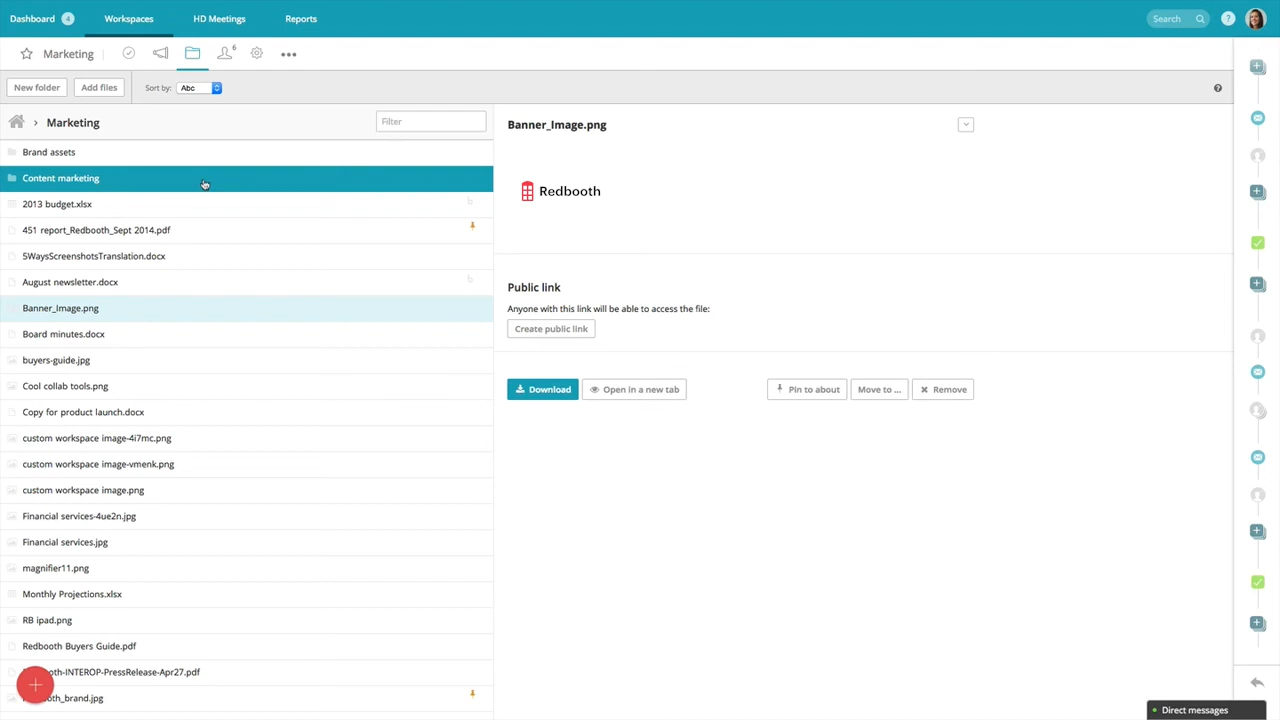 Dashboard 4 Workspaces HD Meetings Reports Search ?
Marketing 6
New folder Add files Sort by: Abc ?
Marketing Filter
Brand assets
Content marketing
2013 budget.xlsx
451 report_Redbooth_Sept 2014.pdf
5WaysScreenshotsTranslation.docx
August newsletter.docx
Banner_Image.png
Board minutes.docx
buyers-guide.jpg
Cool collab tools.png
Copy for product launch.docx
custom workspace image-4i7mc.png
custom workspace image-vmenk.png
custom workspace image.png
Financial services-4ue2n.jpg
Financial services.jpg
magnifier11.png
Monthly Projections.xlsx
RB ipad.png
Redbooth Buyers Guide.pdf
oth-INTEROP-PressRelease-Apr27.pdf
oth_brand.jpg
Banner_Image.png
Redbooth
Public link
Anyone with this link will be able to access the file:
Create public link
Download Open in a new tab Pin to about Move to ... Remove
Direct messages